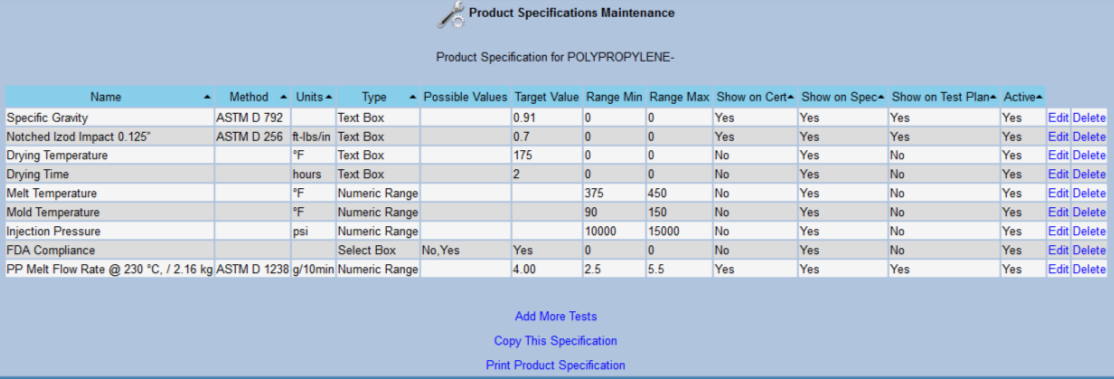 Product Specifications Maintenance
Product Specification for POLYPROPYLENE-
Name Method Units Type Possible Values Target Value Range Min Range Max Show on Cert Show on Spec Show on Test Plan Active
Specific Gravity ASTM D 792 Text Box 0.91 0 0 Yes Yes Yes Yes Edit Delete
Notched Izod Impact 0.125" ASTM D 256 ft-lbs/in Text Box 0.7 0 0 Yes Yes Yes Yes Edit Delete
Drying Temperature °F Text Box 175 0 0 No Yes No Yes Edit Delete
Drying Time hours Text Box 2 0 0 No Yes No Yes Edit Delete
Melt Temperature °F Numeric Range 375 450 No Yes No Yes Edit Delete
Mold Temperature °F Numeric Range 90 150 No Yes No Yes Edit Delete
Injection Pressure psi Numeric Range 10000 15000 No Yes No Yes Edit Delete
FDA Compliance Select Box No,Yes Yes 0 0 No Yes No Yes Edit Delete
PP Melt Flow Rate @ 230 °C, / 2.16 kg ASTM D 1238 g/10min Numeric Range 4.00 2.5 5.5 Yes Yes Yes Yes Edit Delete
Add More Tests
Copy This Specification
Print Product Specification